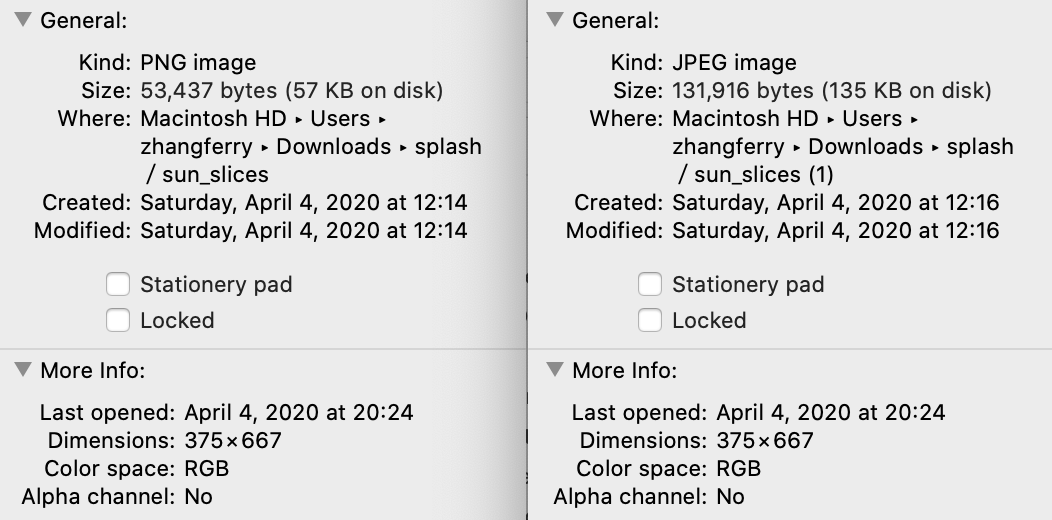 General:
Kind: PNG image
Size: 53,437 bytes (57 KB on disk)
Where: Macintosh HD ▸ Users ▸
zhangferry ▸ Downloads ▸ splash
/ sun_slices
Created: Saturday, April 4, 2020 at 12:14
Modified: Saturday, April 4, 2020 at 12:14
Stationery pad
Locked
More Info:
Last opened: April 4, 2020 at 20:24
Dimensions: 375×667
Color space: RGB
Alpha channel: No
General:
Kind: JPEG image
Size: 131,916 bytes (135 KB on disk)
Where: Macintosh HD ▸ Users ▸
zhangferry ▸ Downloads ▸ splash
/ sun_slices (1)
Created: Saturday, April 4, 2020 at 12:16
Modified: Saturday, April 4, 2020 at 12:16
Stationery pad
Locked
More Info:
Last opened: April 4, 2020 at 20:24
Dimensions: 375×667
Color space: RGB
Alpha channel: No